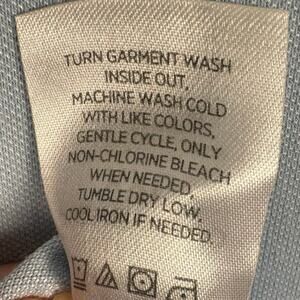 TURN GARMENT WASH
INSIDE OUT,
MACHINE WASH COLD
WITH LIKE COLORS,
GENTLE CYCLE, ONLY
NON-CHLORINE BLEACH
WHEN NEEDED,
TUMBLE DRY LOW,
COOL IRON IF NEEDED.